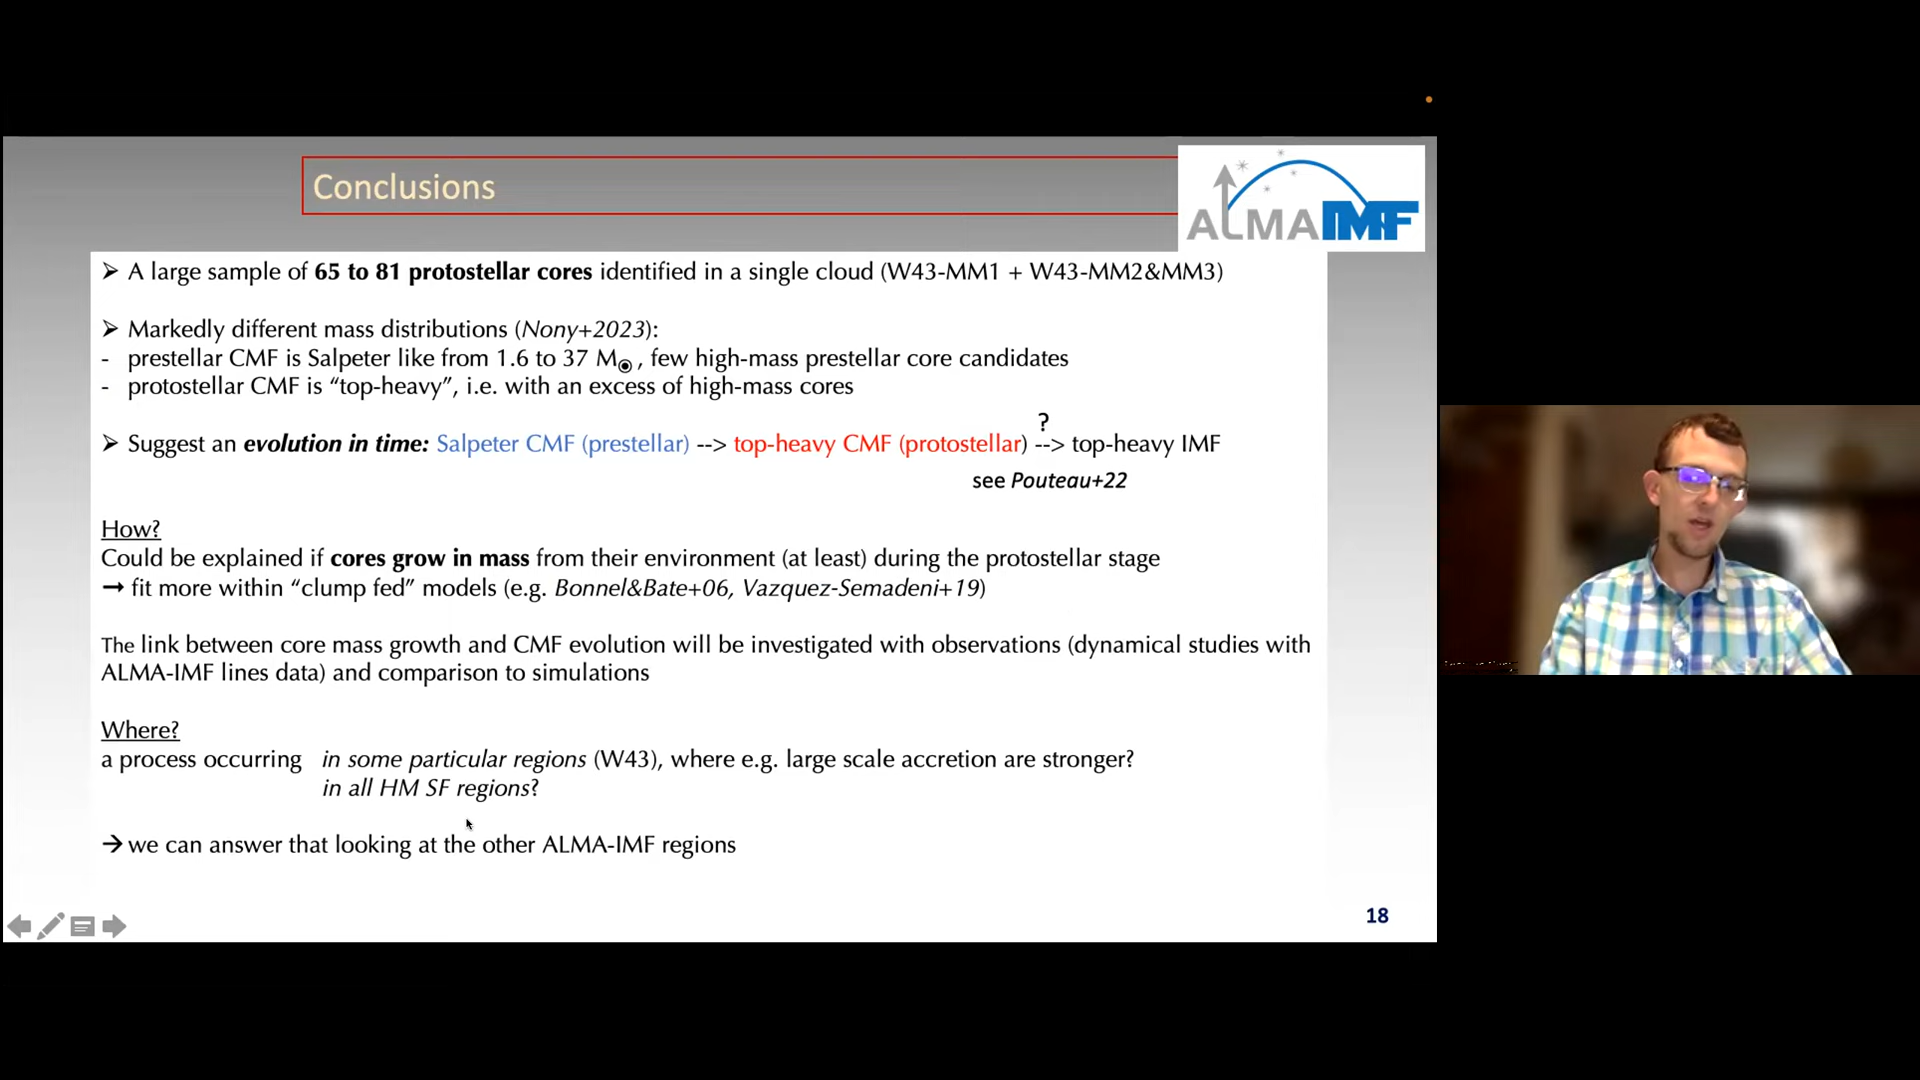 Conclusions
ALMAIMF
➤ A large sample of 65 to 81 protostellar cores identified in a single cloud (W43-MM1 + W43-MM2&MM3)
➤ Markedly different mass distributions (Nony+2023):
- prestellar CMF is Salpeter like from 1.6 to 37 M⊙ , few high-mass prestellar core candidates
- protostellar CMF is “top-heavy”, i.e. with an excess of high-mass cores
?
➤ Suggest an evolution in time: Salpeter CMF (prestellar) --> top-heavy CMF (protostellar) --> top-heavy IMF
see Pouteau+22
How?
Could be explained if cores grow in mass from their environment (at least) during the protostellar stage
→ fit more within “clump fed” models (e.g. Bonnel&Bate+06, Vazquez-Semadeni+19)
The link between core mass growth and CMF evolution will be investigated with observations (dynamical studies with
ALMA-IMF lines data) and comparison to simulations
Where?
a process occurring in some particular regions (W43), where e.g. large scale accretion are stronger?
in all HM SF regions?
→ we can answer that looking at the other ALMA-IMF regions
18